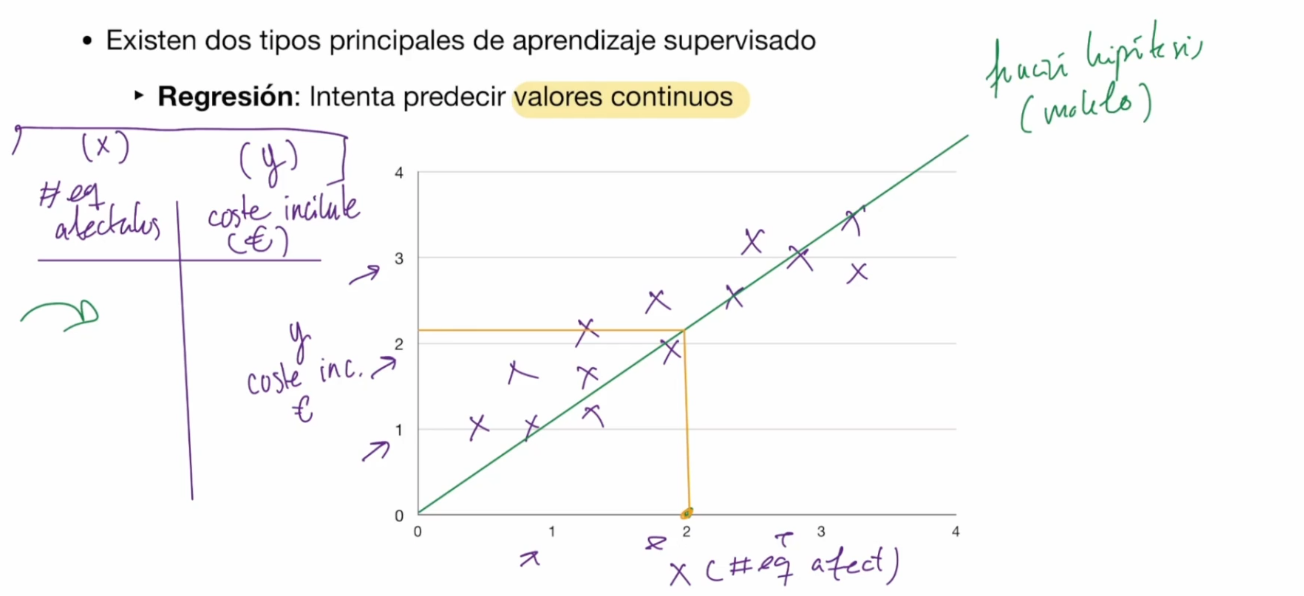 • Existen dos tipos principales de aprendizaje supervisado
‣ Regresión: Intenta predecir valores continuos
función hipótesis
(modelo)
(x)
(y)
# eq
afectados
coste incidente
(€)
y
coste inc.
€
4
3
2
1
0
0 1 2 3 4
X (# eq afect)